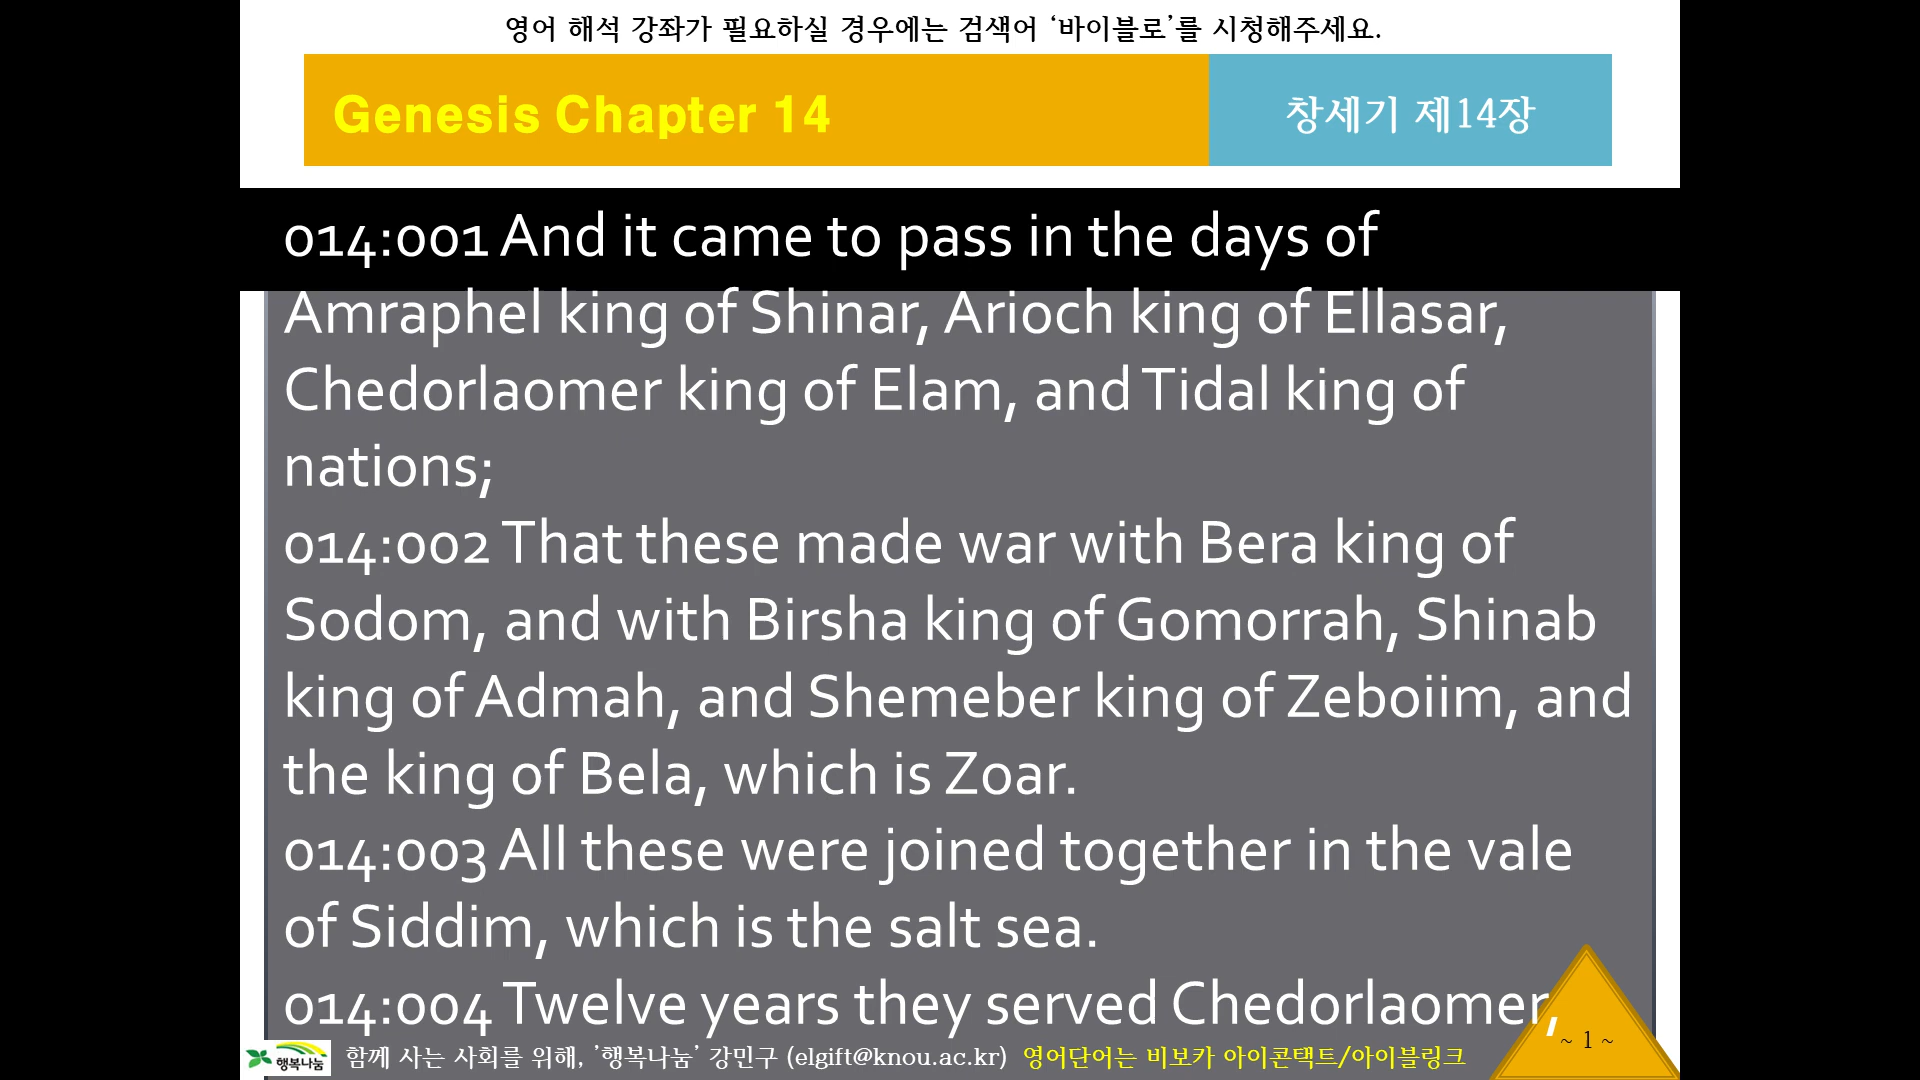 영어 해석 강좌가 필요하실 경우에는 검색어 ‘바이블로’를 시청해주세요.
Genesis Chapter 14
창세기 제14장
014:001 And it came to pass in the days of
Amraphel king of Shinar, Arioch king of Ellasar,
Chedorlaomer king of Elam, and Tidal king of
nations;
014:002 That these made war with Bera king of
Sodom, and with Birsha king of Gomorrah, Shinab
king of Admah, and Shemeber king of Zeboiim, and
the king of Bela, which is Zoar.
014:003 All these were joined together in the vale
of Siddim, which is the salt sea.
014:004 Twelve years they served Chedorlaomer,
~ 1 ~
행복나눔
함께 사는 사회를 위해, ’행복나눔’ 강민구 (elgift@knou.ac.kr) 영어단어는 비보카 아이콘택트/아이블링크